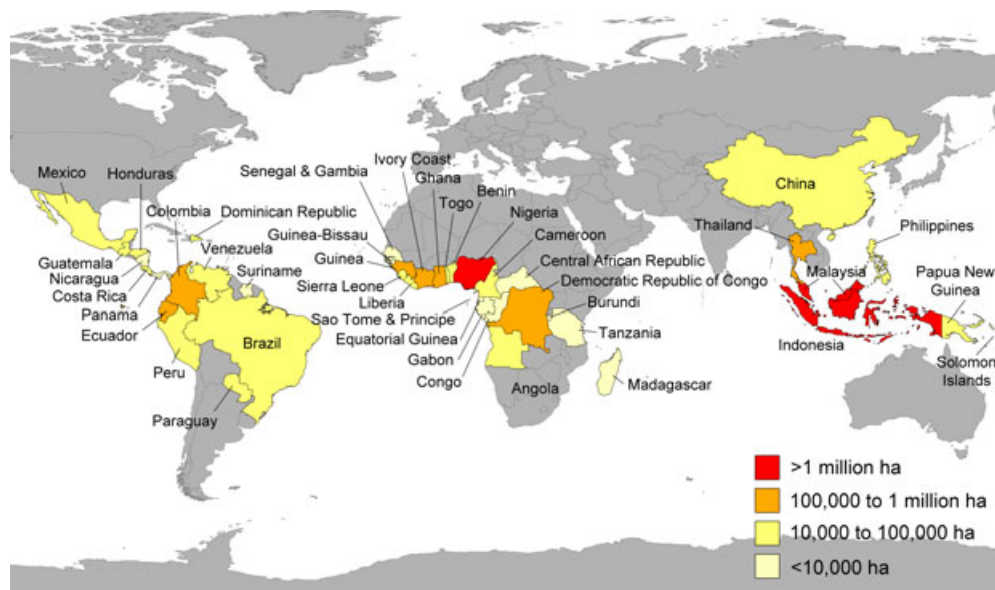 Mexico
Honduras
Colombia
Dominican Republic
Venezuela
Suriname
Guatemala
Nicaragua
Costa Rica
Panama
Ecuador
Peru
Brazil
Paraguay
Senegal & Gambia
Ivory Coast
Ghana
Togo
Benin
Nigeria
Cameroon
Guinea-Bissau
Guinea
Sierra Leone
Liberia
Sao Tome & Principe
Equatorial Guinea
Gabon
Congo
Central African Republic
Democratic Republic of Congo
Burundi
Tanzania
Angola
Madagascar
China
Thailand
Philippines
Malaysia
Papua New
Guinea
Indonesia
Solomon
Islands
>1 million ha
100,000 to 1 million ha
10,000 to 100,000 ha
<10,000 ha